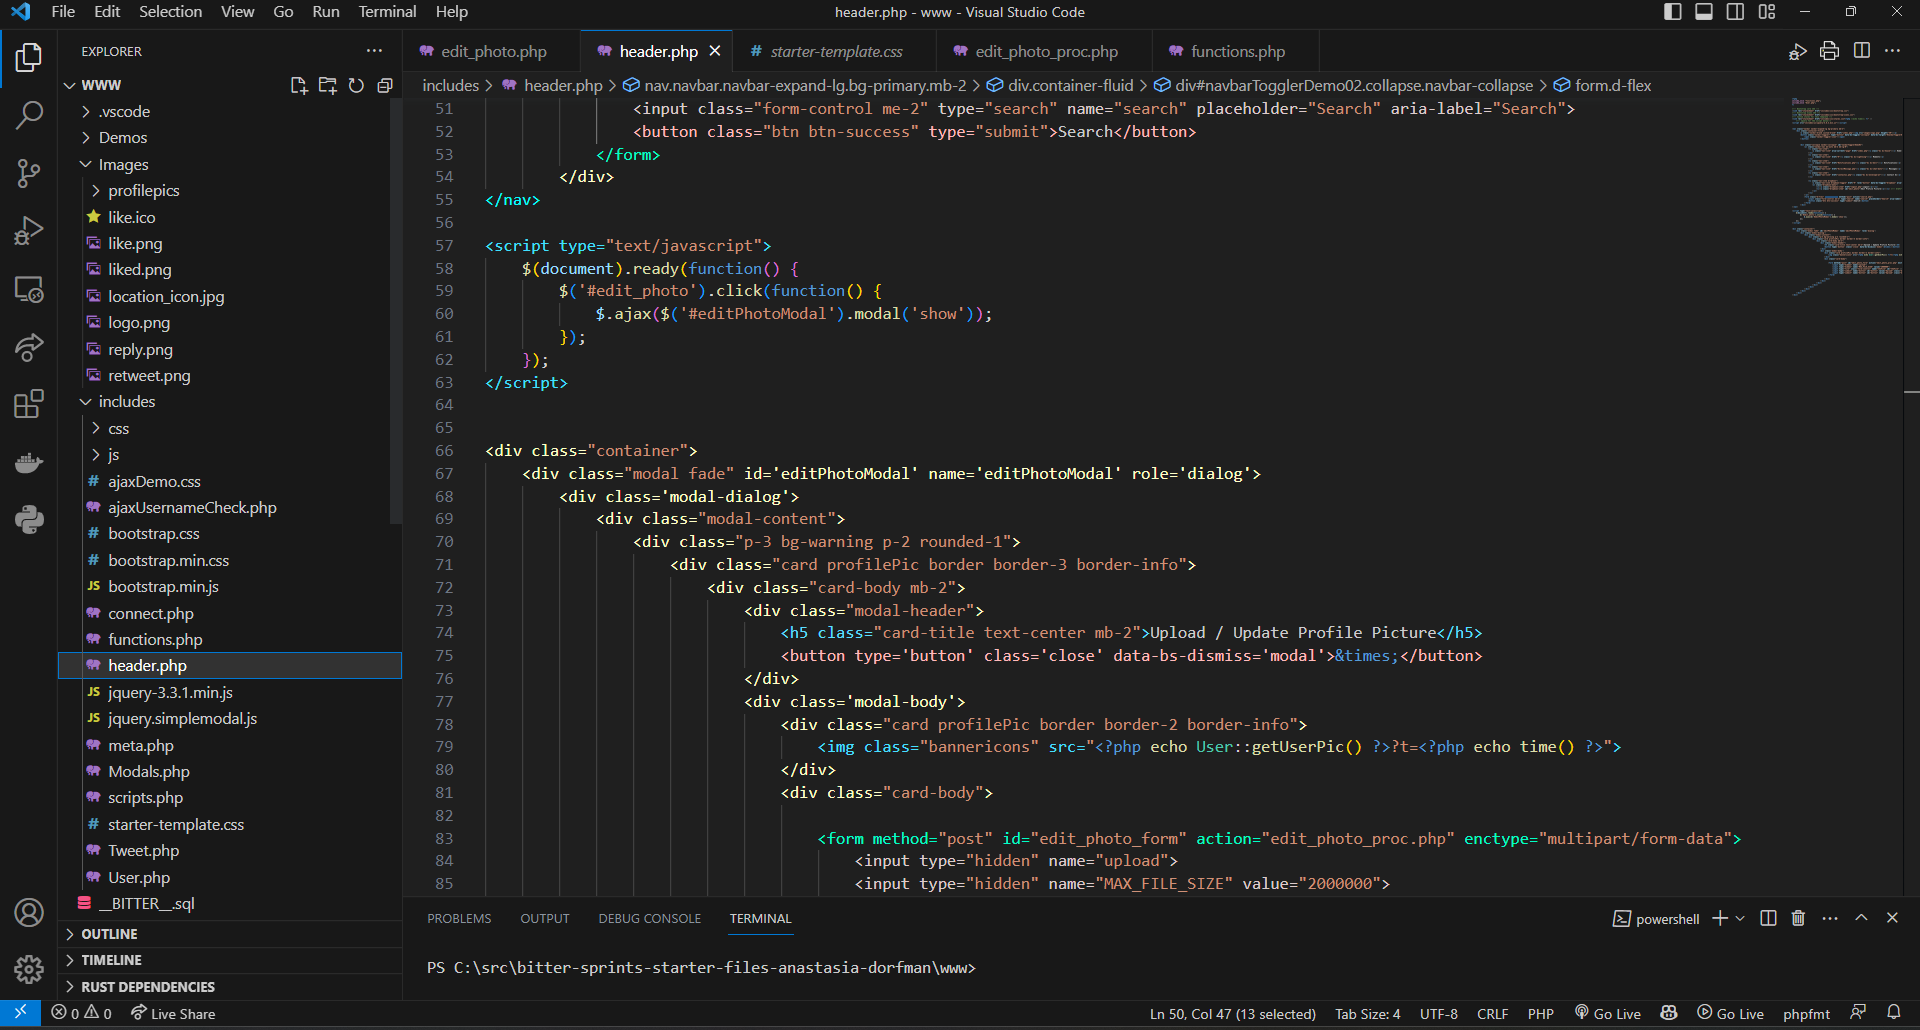 File Edit Selection View Go Run Terminal Help
header.php - www - Visual Studio Code
EXPLORER
WWW
.vscode
Demos
Images
profilepics
like.ico
like.png
liked.png
location_icon.jpg
logo.png
reply.png
retweet.png
includes
css
js
ajaxDemo.css
ajaxUsernameCheck.php
bootstrap.css
bootstrap.min.css
bootstrap.min.js
connect.php
functions.php
header.php
jquery-3.3.1.min.js
jquery.simplemodal.js
meta.php
Modals.php
scripts.php
starter-template.css
Tweet.php
User.php
__BITTER__.sql
OUTLINE
TIMELINE
RUST DEPENDENCIES
edit_photo.php header.php starter-template.css edit_photo_proc.php functions.php
includes > header.php > nav.navbar.navbar-expand-lg.bg-primary.mb-2 > div.container-fluid > div#navbarTogglerDemo02.collapse.navbar-collapse > form.d-flex
51 <input class="form-control me-2" type="search" name="search" placeholder="Search" aria-label="Search">
52 <button class="btn btn-success" type="submit">Search</button>
53 </form>
54 </div>
55 </nav>
56
57 <script type="text/javascript">
58 $(document).ready(function() {
59 $('#edit_photo').click(function() {
60 $.ajax($('#editPhotoModal').modal('show'));
61 });
62 });
63 </script>
64
65
66 <div class="container">
67 <div class="modal fade" id='editPhotoModal' name='editPhotoModal' role='dialog'>
68 <div class='modal-dialog'>
69 <div class="modal-content">
70 <div class="p-3 bg-warning p-2 rounded-1">
71 <div class="card profilePic border border-3 border-info">
72 <div class="card-body mb-2">
73 <div class="modal-header">
74 <h5 class="card-title text-center mb-2">Upload / Update Profile Picture</h5>
75 <button type='button' class='close' data-bs-dismiss='modal'>&times;</button>
76 </div>
77 <div class='modal-body'>
78 <div class="card profilePic border border-2 border-info">
79 <img class="bannericons" src="<?php echo User::getUserPic() ?>?t=<?php echo time() ?>">
80 </div>
81 <div class="card-body">
82
83 <form method="post" id="edit_photo_form" action="edit_photo_proc.php" enctype="multipart/form-data">
84 <input type="hidden" name="upload">
85 <input type="hidden" name="MAX_FILE_SIZE" value="2000000">
PROBLEMS OUTPUT DEBUG CONSOLE TERMINAL
powershell
PS C:\src\bitter-sprints-starter-files-anastasia-dorfman\www>
0 0 Live Share
Ln 50, Col 47 (13 selected) Tab Size: 4 UTF-8 CRLF PHP Go Live Go Live phpfmt